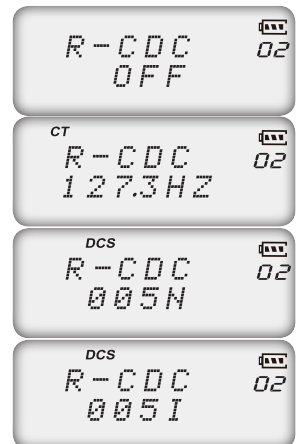 R-CDC 02
OFF
CT
R-CDC 02
127.3HZ
DCS
R-CDC 02
005N
DCS
R-CDC 02
005I